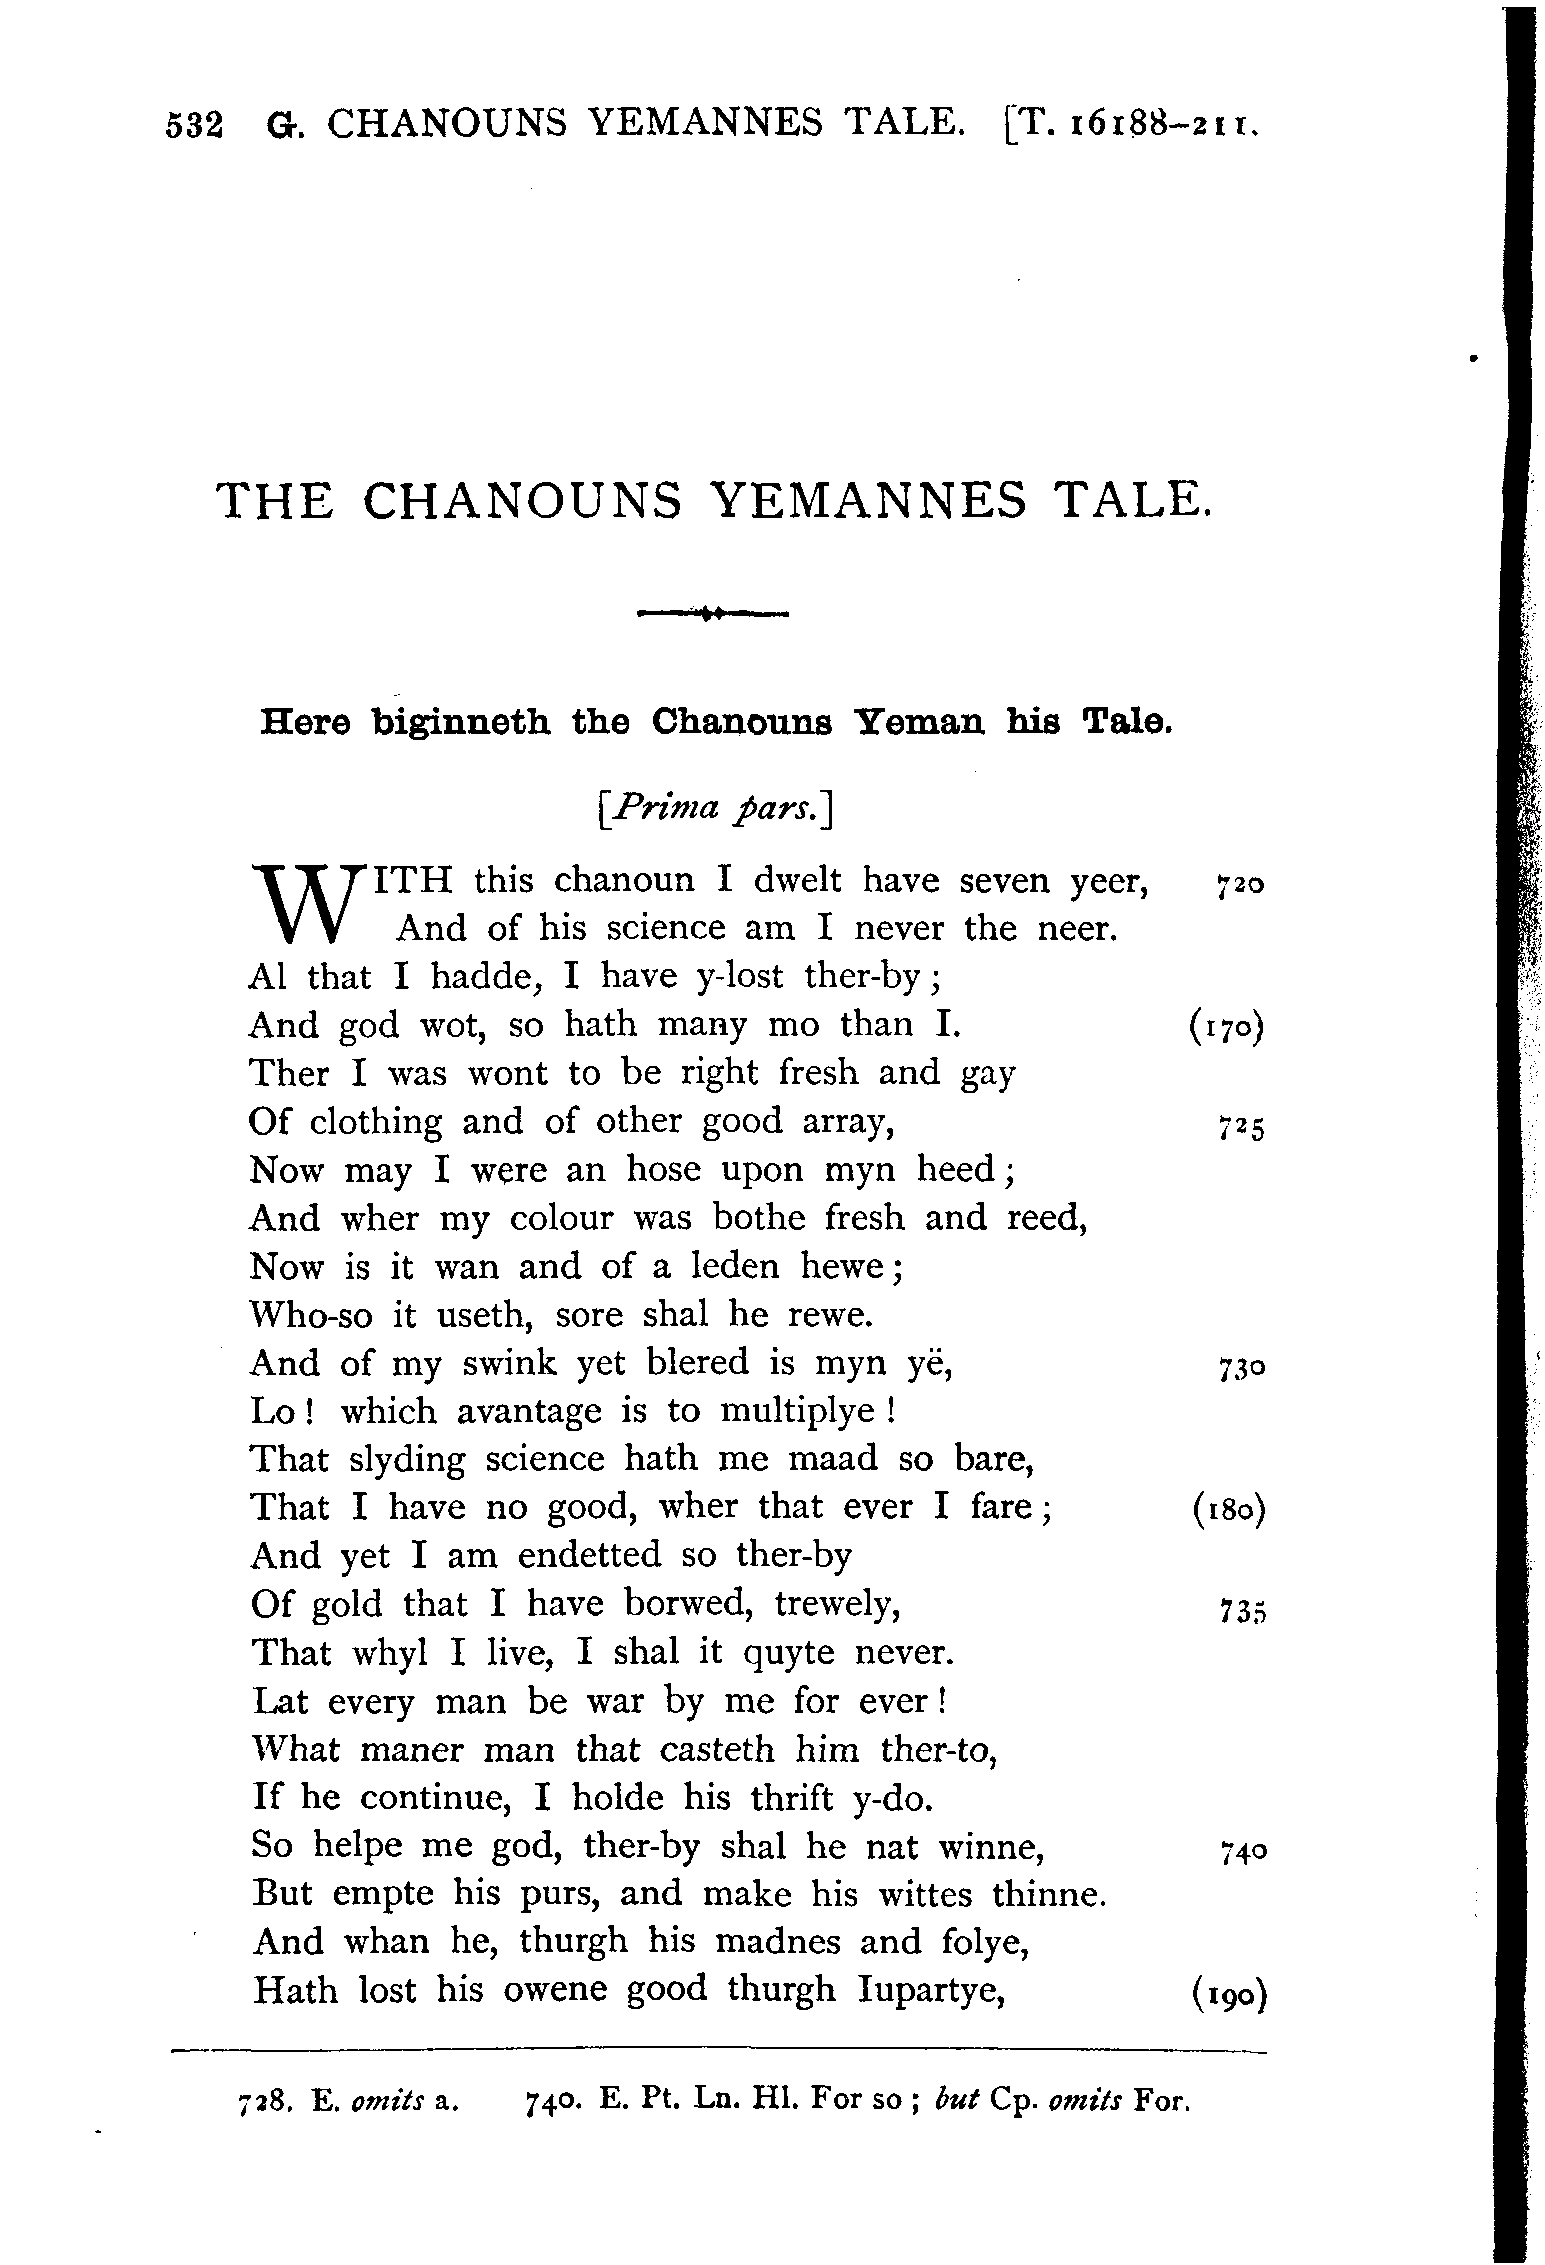 532 G. CHANOUNS YEMANNES TALE. [T. 16188-211.
THE CHANOUNS YEMANNES TALE.
Here biginneth the Chanouns Yeman his Tale.
[Prima pars.]
WITH this chanoun I dwelt have seven yeer, 720
And of his science am I never the neer.
Al that I hadde, I have y-lost ther-by;
And god wot, so hath many mo than I. (170)
Ther I was wont to be right fresh and gay
Of clothing and of other good array, 725
Now may I were an hose upon myn heed;
And wher my colour was bothe fresh and reed,
Now is it wan and of a leden hewe;
Who-so it useth, sore shal he rewe.
And of my swink yet blered is myn yë, 730
Lo! which avantage is to multiplye!
That slyding science hath me maad so bare,
That I have no good, wher that ever I fare; (180)
And yet I am endetted so ther-by
Of gold that I have borwed, trewely, 735
That whyl I live, I shal it quyte never.
Lat every man be war by me for ever!
What maner man that casteth him ther-to,
If he continue, I holde his thrift y-do.
So helpe me god, ther-by shal he nat winne, 740
But empte his purs, and make his wittes thinne.
And whan he, thurgh his madnes and folye,
Hath lost his owene good thurgh Iupartye, (190)
728. E. omits a. 740. E. Pt. Ln. Hl. For so; but Cp. omits For.